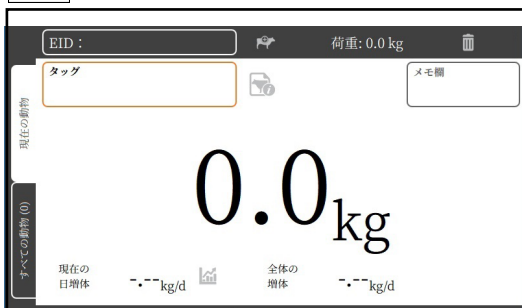 EID：
荷重: 0.0 kg
タッグ
メモ欄
現在の動物
すべての動物 (0)
0.0kg
現在の
日増体
-.--kg/d
全体の
増体
-.--kg/d